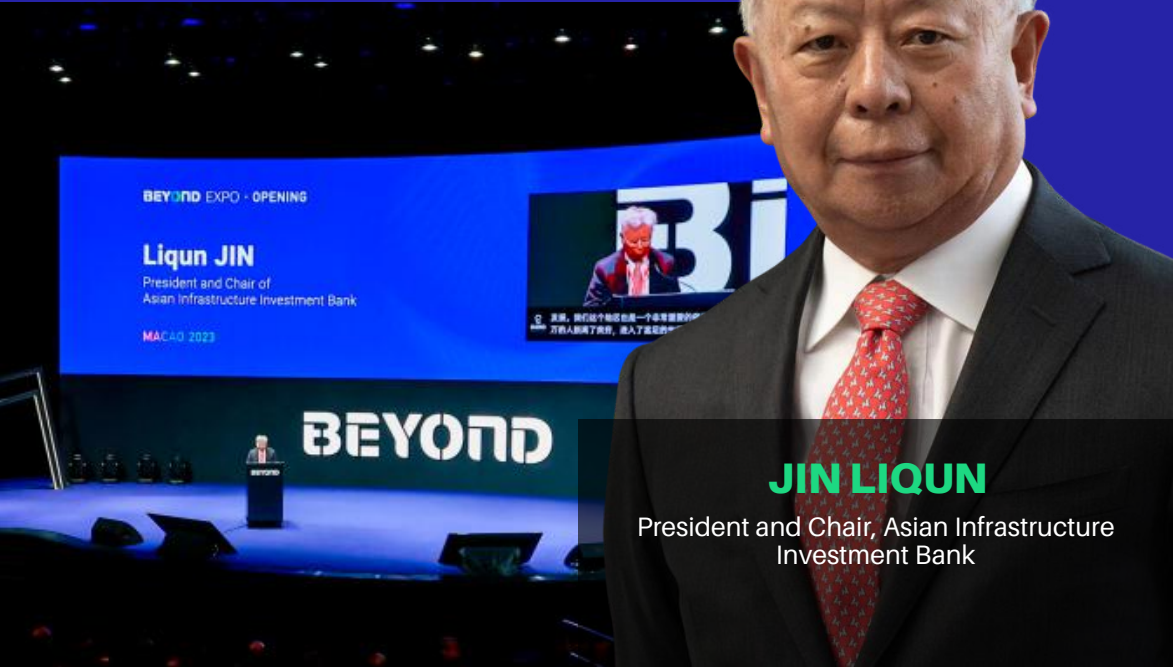 BEYOND EXPO · OPENING
Liqun JIN
President and Chair of
Asian Infrastructure Investment Bank
MACAO 2023
BEYOND
BEYOND
JIN LIQUN
President and Chair, Asian Infrastructure
Investment Bank